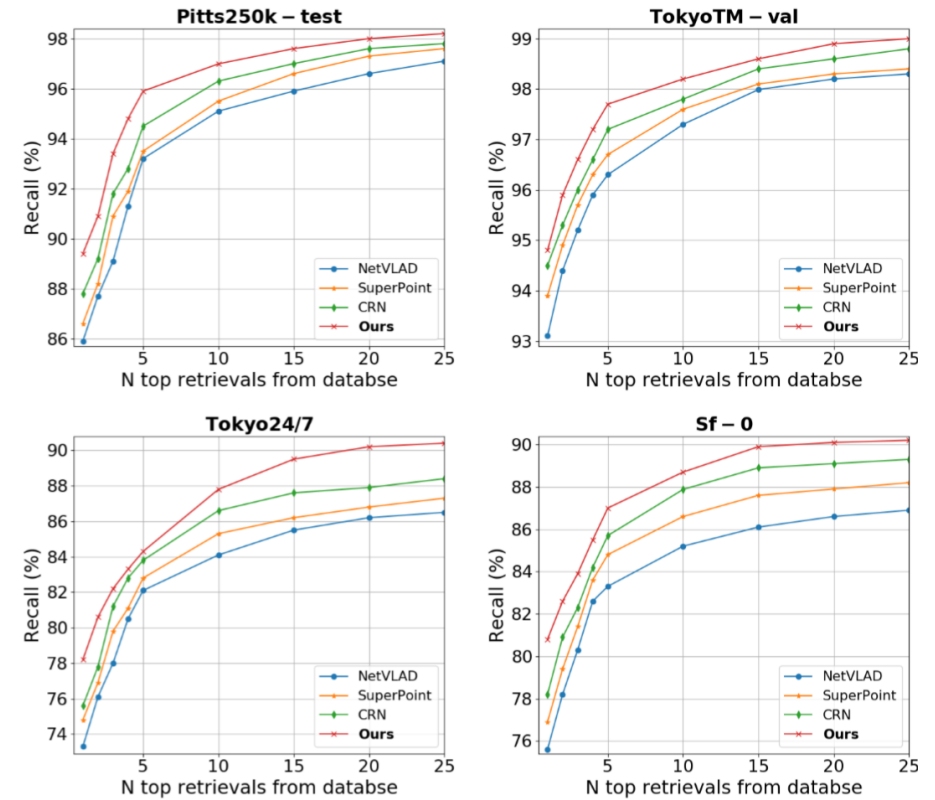 Pitts250k – test
98
96
94
92
90
88
86
Recall (%)
NetVLAD
SuperPoint
CRN
Ours
5 10 15 20 25
N top retrievals from databse
TokyoTM – val
99
98
97
96
95
94
93
Recall (%)
NetVLAD
SuperPoint
CRN
Ours
5 10 15 20 25
N top retrievals from databse
Tokyo24/7
90
88
86
84
82
80
78
76
74
Recall (%)
NetVLAD
SuperPoint
CRN
Ours
5 10 15 20 25
N top retrievals from databse
Sf – 0
90
88
86
84
82
80
78
76
Recall (%)
NetVLAD
SuperPoint
CRN
Ours
5 10 15 20 25
N top retrievals from databse